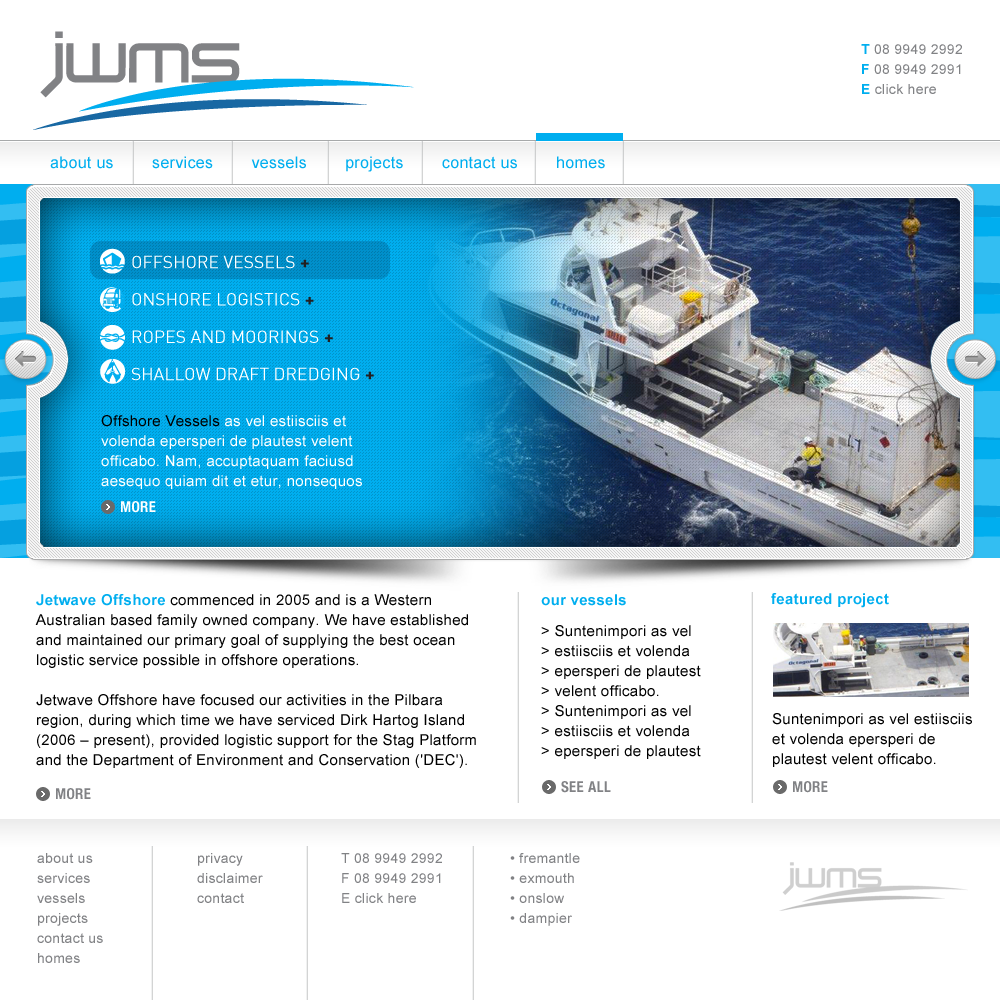 jwms
T 08 9949 2992
F 08 9949 2991
E click here
about us
services
vessels
projects
contact us
homes
OFFSHORE VESSELS +
ONSHORE LOGISTICS +
ROPES AND MOORINGS +
SHALLOW DRAFT DREDGING +
Offshore Vessels as vel estiisciis et
volenda epersperi de plautest velent
officabo. Nam, accuptaquam faciusd
aesequo quiam dit et etur, nonsequos
MORE
Octagonal
Jetwave Offshore commenced in 2005 and is a Western
Australian based family owned company. We have established
and maintained our primary goal of supplying the best ocean
logistic service possible in offshore operations.
Jetwave Offshore have focused our activities in the Pilbara
region, during which time we have serviced Dirk Hartog Island
(2006 – present), provided logistic support for the Stag Platform
and the Department of Environment and Conservation ('DEC').
MORE
our vessels
> Suntenimpori as vel
> estiisciis et volenda
> epersperi de plautest
> velent officabo.
> Suntenimpori as vel
> estiisciis et volenda
> epersperi de plautest
SEE ALL
featured project
Octagonal
Suntenimpori as vel estiisciis
et volenda epersperi de
plautest velent officabo.
MORE
about us
services
vessels
projects
contact us
homes
privacy
disclaimer
contact
T 08 9949 2992
F 08 9949 2991
E click here
• fremantle
• exmouth
• onslow
• dampier
jwms